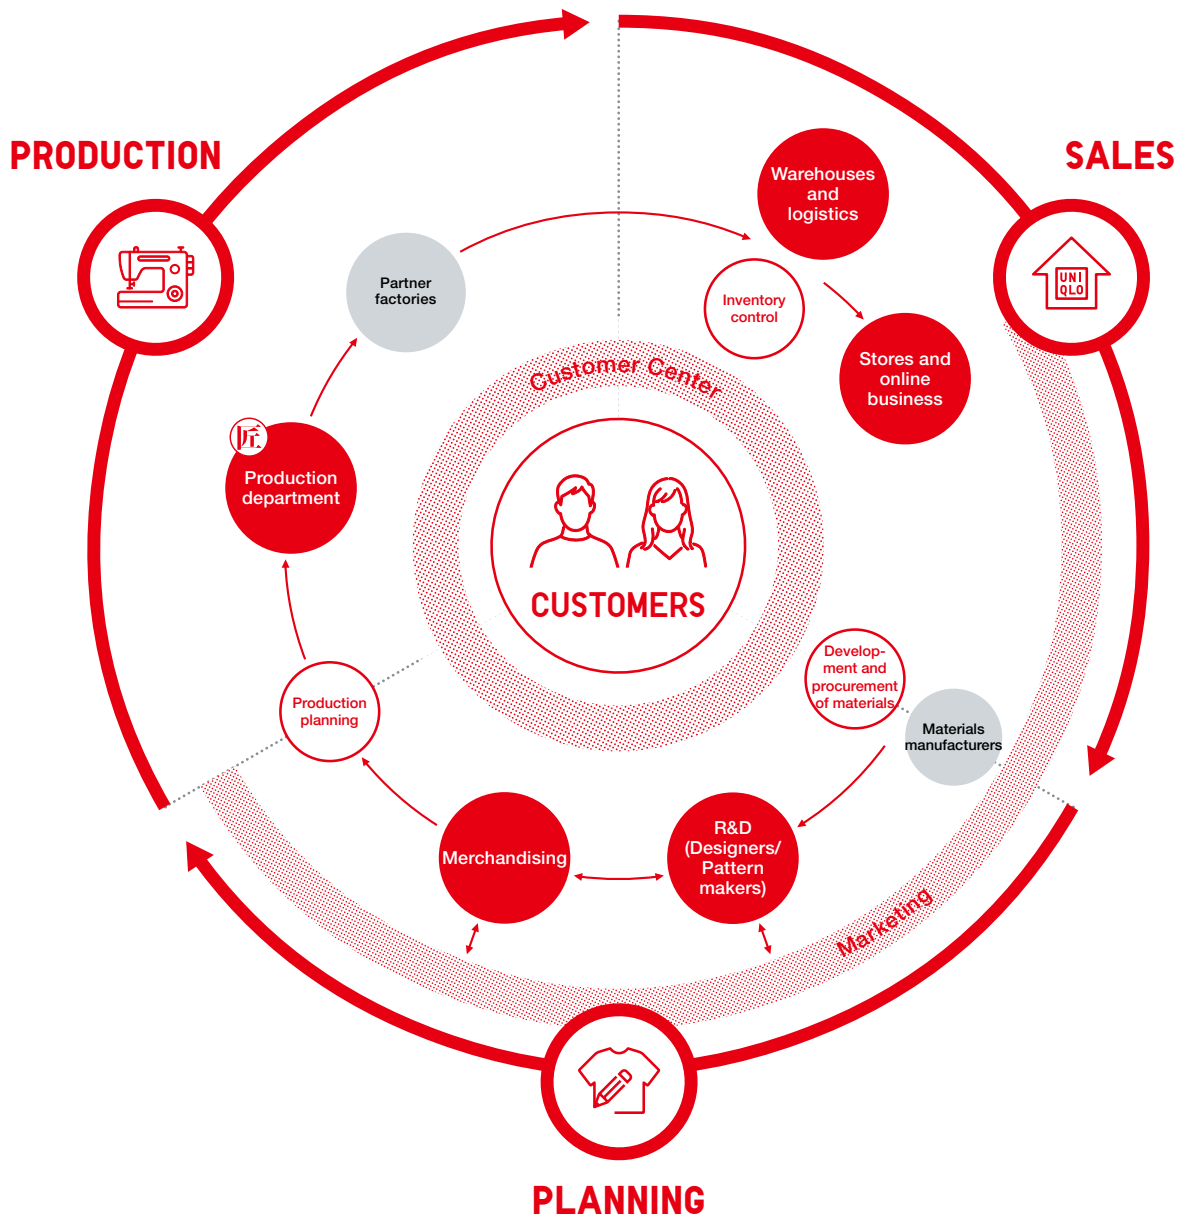 PRODUCTION
SALES
Warehouses
and
logistics
Partner
factories
UNI
QLO
Inventory
control
Customer Center
Stores and
online
business
匠
Production
department
CUSTOMERS
Develop-
ment and
procurement
of materials
Production
planning
Materials
manufacturers
R&D
(Designers/
Pattern
makers)
Merchandising
Marketing
PLANNING